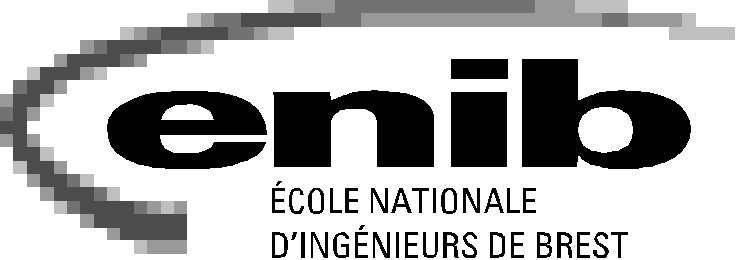 enib
ÉCOLE NATIONALE
D'INGÉNIEURS DE BREST